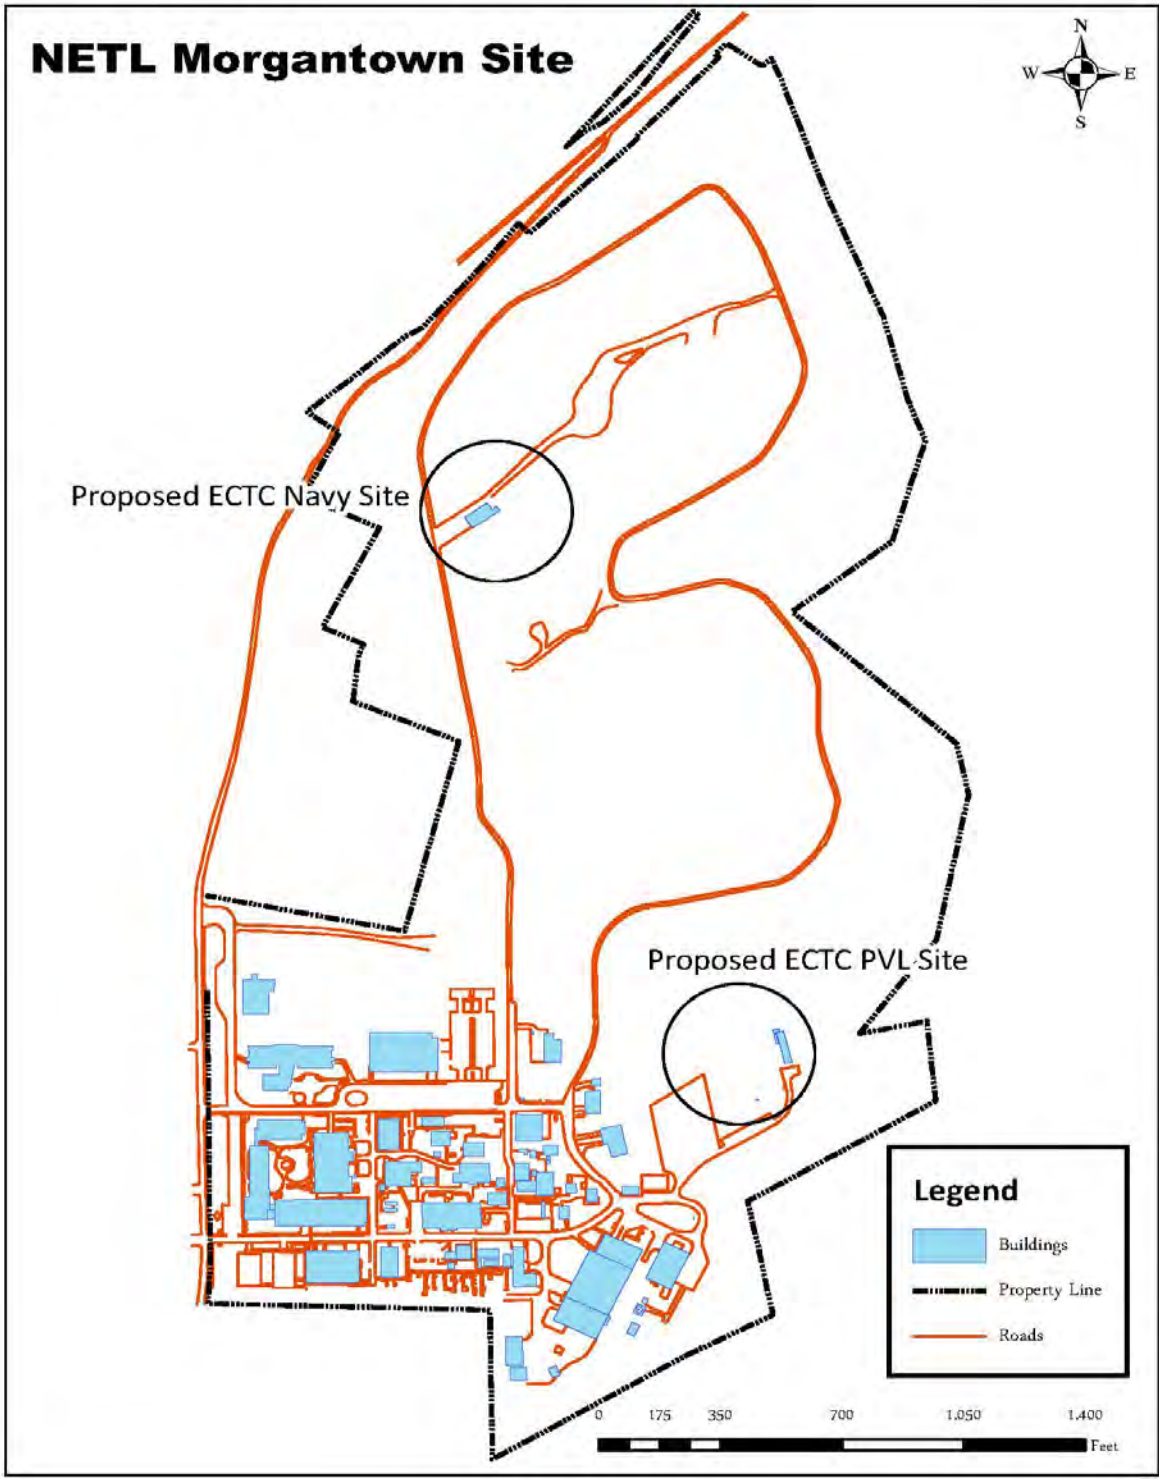 NETL Morgantown Site
N
W E
S
Proposed ECTC Navy Site
Proposed ECTC PVL Site
Legend
Buildings
Property Line
Roads
0 175 350 700 1,050 1,400
Feet